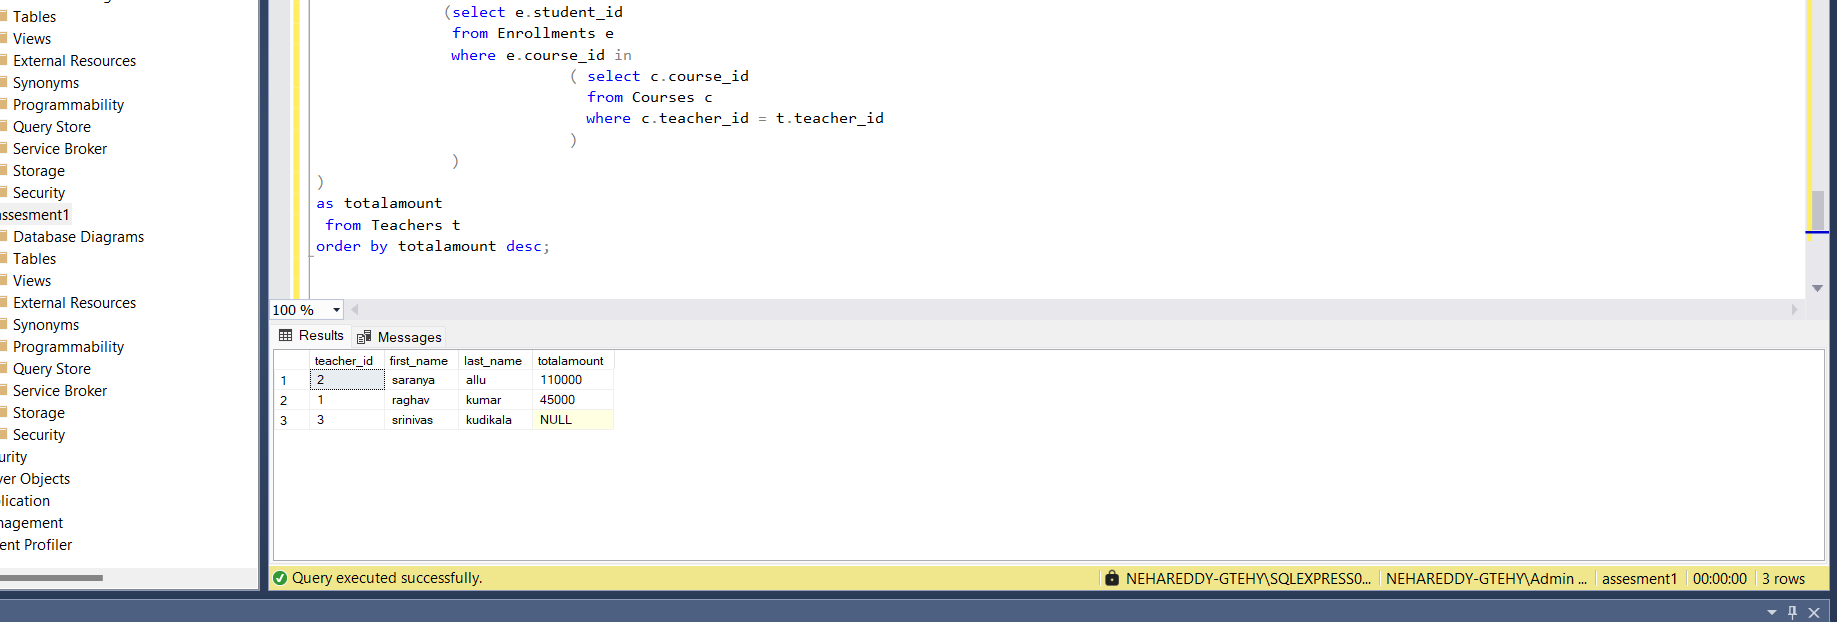 Tables
Views
External Resources
Synonyms
Programmability
Query Store
Service Broker
Storage
Security
assesment1
Database Diagrams
Tables
Views
External Resources
Synonyms
Programmability
Query Store
Service Broker
Storage
Security
urity
ver Objects
lication
nagement
ent Profiler
(select e.student_id
from Enrollments e
where e.course_id in
( select c.course_id
from Courses c
where c.teacher_id = t.teacher_id
)
)
)
as totalamount
from Teachers t
order by totalamount desc;
100 %
Results Messages
teacher_id first_name last_name totalamount
1 2 saranya allu 110000
2 1 raghav kumar 45000
3 3 srinivas kudikala NULL
Query executed successfully. NEHAREDDY-GTEHY\SQLEXPRESS0... NEHAREDDY-GTEHY\Admin ... assesment1 00:00:00 3 rows